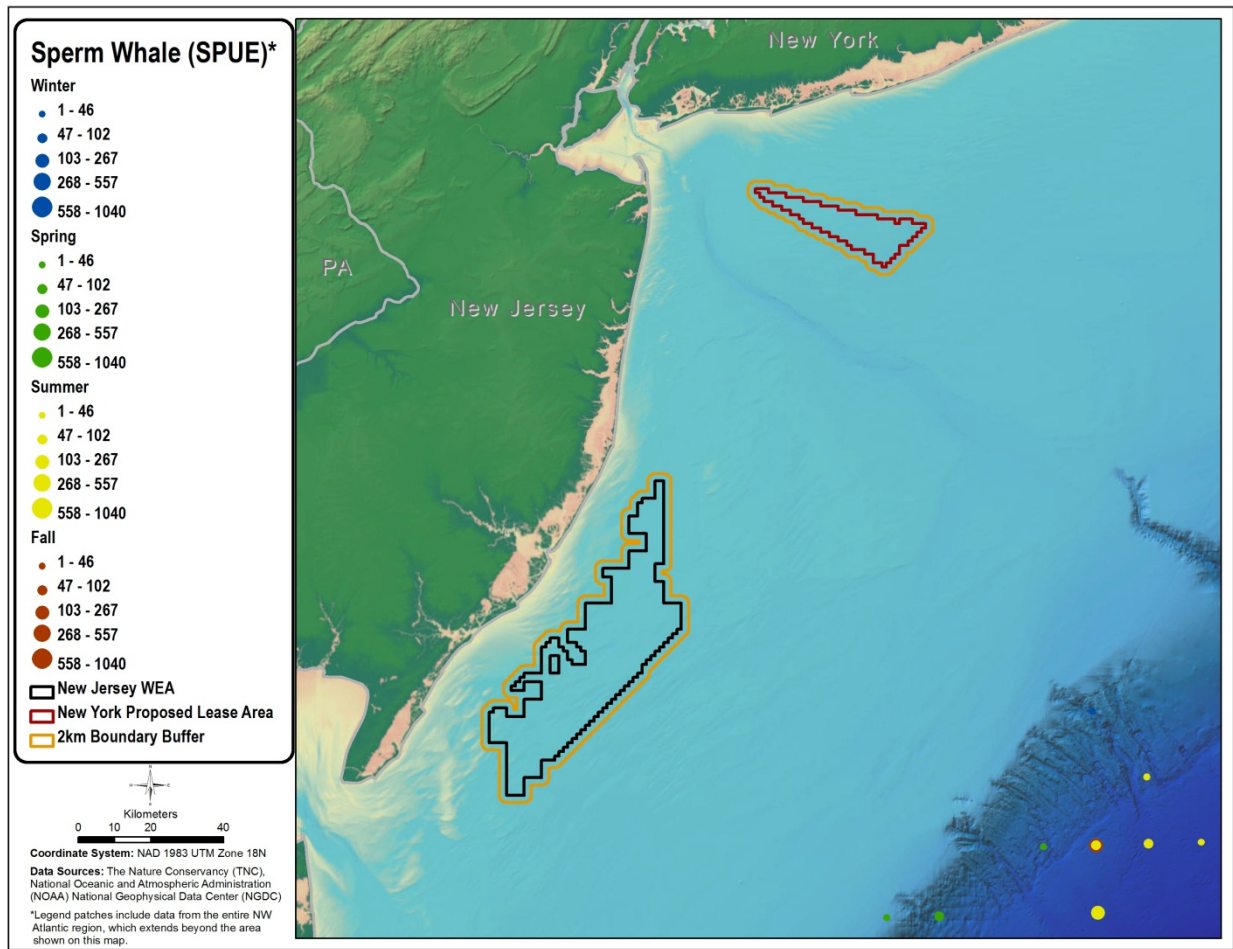 Sperm Whale (SPUE)*
Winter
1 - 46
47 - 102
103 - 267
268 - 557
558 - 1040
Spring
1 - 46
47 - 102
103 - 267
268 - 557
558 - 1040
Summer
1 - 46
47 - 102
103 - 267
268 - 557
558 - 1040
Fall
1 - 46
47 - 102
103 - 267
268 - 557
558 - 1040
New Jersey WEA
New York Proposed Lease Area
2km Boundary Buffer
N
Kilometers
0 10 20 40
Coordinate System: NAD 1983 UTM Zone 18N
Data Sources: The Nature Conservancy (TNC),
National Oceanic and Atmospheric Administration
(NOAA) National Geophysical Data Center (NGDC)
*Legend patches include data from the entire NW
Atlantic region, which extends beyond the area
shown on this map.
New York
PA
New Jersey